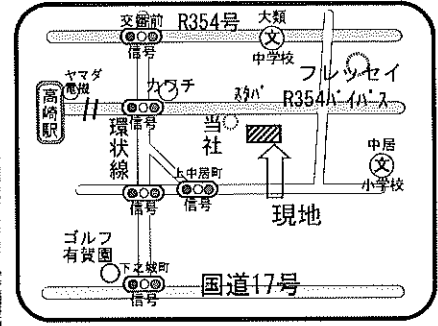 交番前
R354号
大類
文
中学校
信号
フレッセイ
ヤマダ
電機
カワチ
スタバ
R354バイパス
高崎駅
信号
環状線
当社
中居
文
小学校
上中居町
信号
信号
現地
ゴルフ
有賀園
下之城町
信号
国道17号